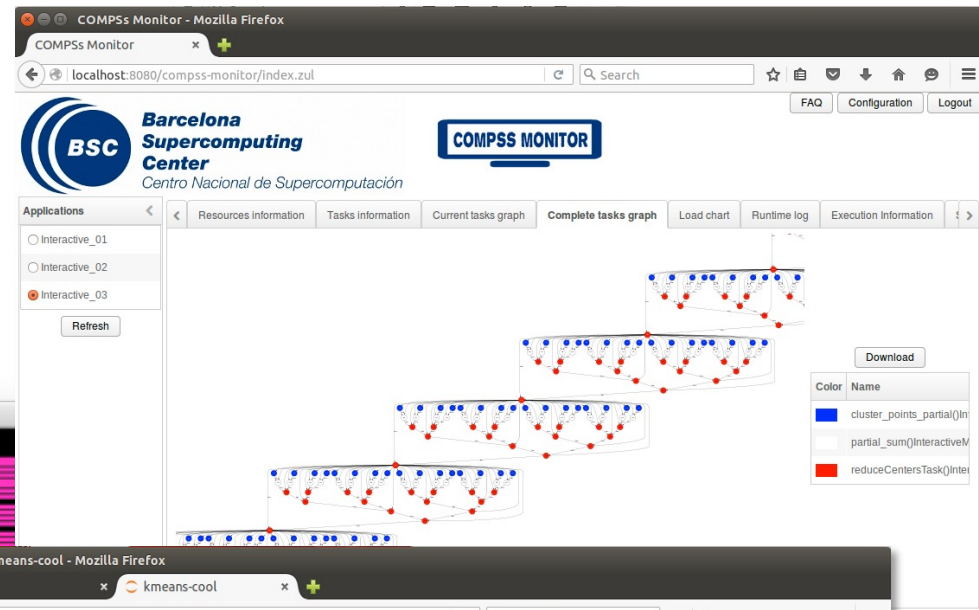 COMPSs Monitor - Mozilla Firefox
COMPSs Monitor
localhost:8080/compss-monitor/index.zul
Search
FAQ
Configuration
Logout
BSC
Barcelona
Supercomputing
Center
Centro Nacional de Supercomputación
COMPSS MONITOR
Applications
Resources information
Tasks information
Current tasks graph
Complete tasks graph
Load chart
Runtime log
Execution Information
Interactive_01
Interactive_02
Interactive_03
Refresh
Download
Color Name
cluster_points_partial()In
partial_sum()InteractiveM
reduceCentersTask()Inter
means-cool - Mozilla Firefox
kmeans-cool